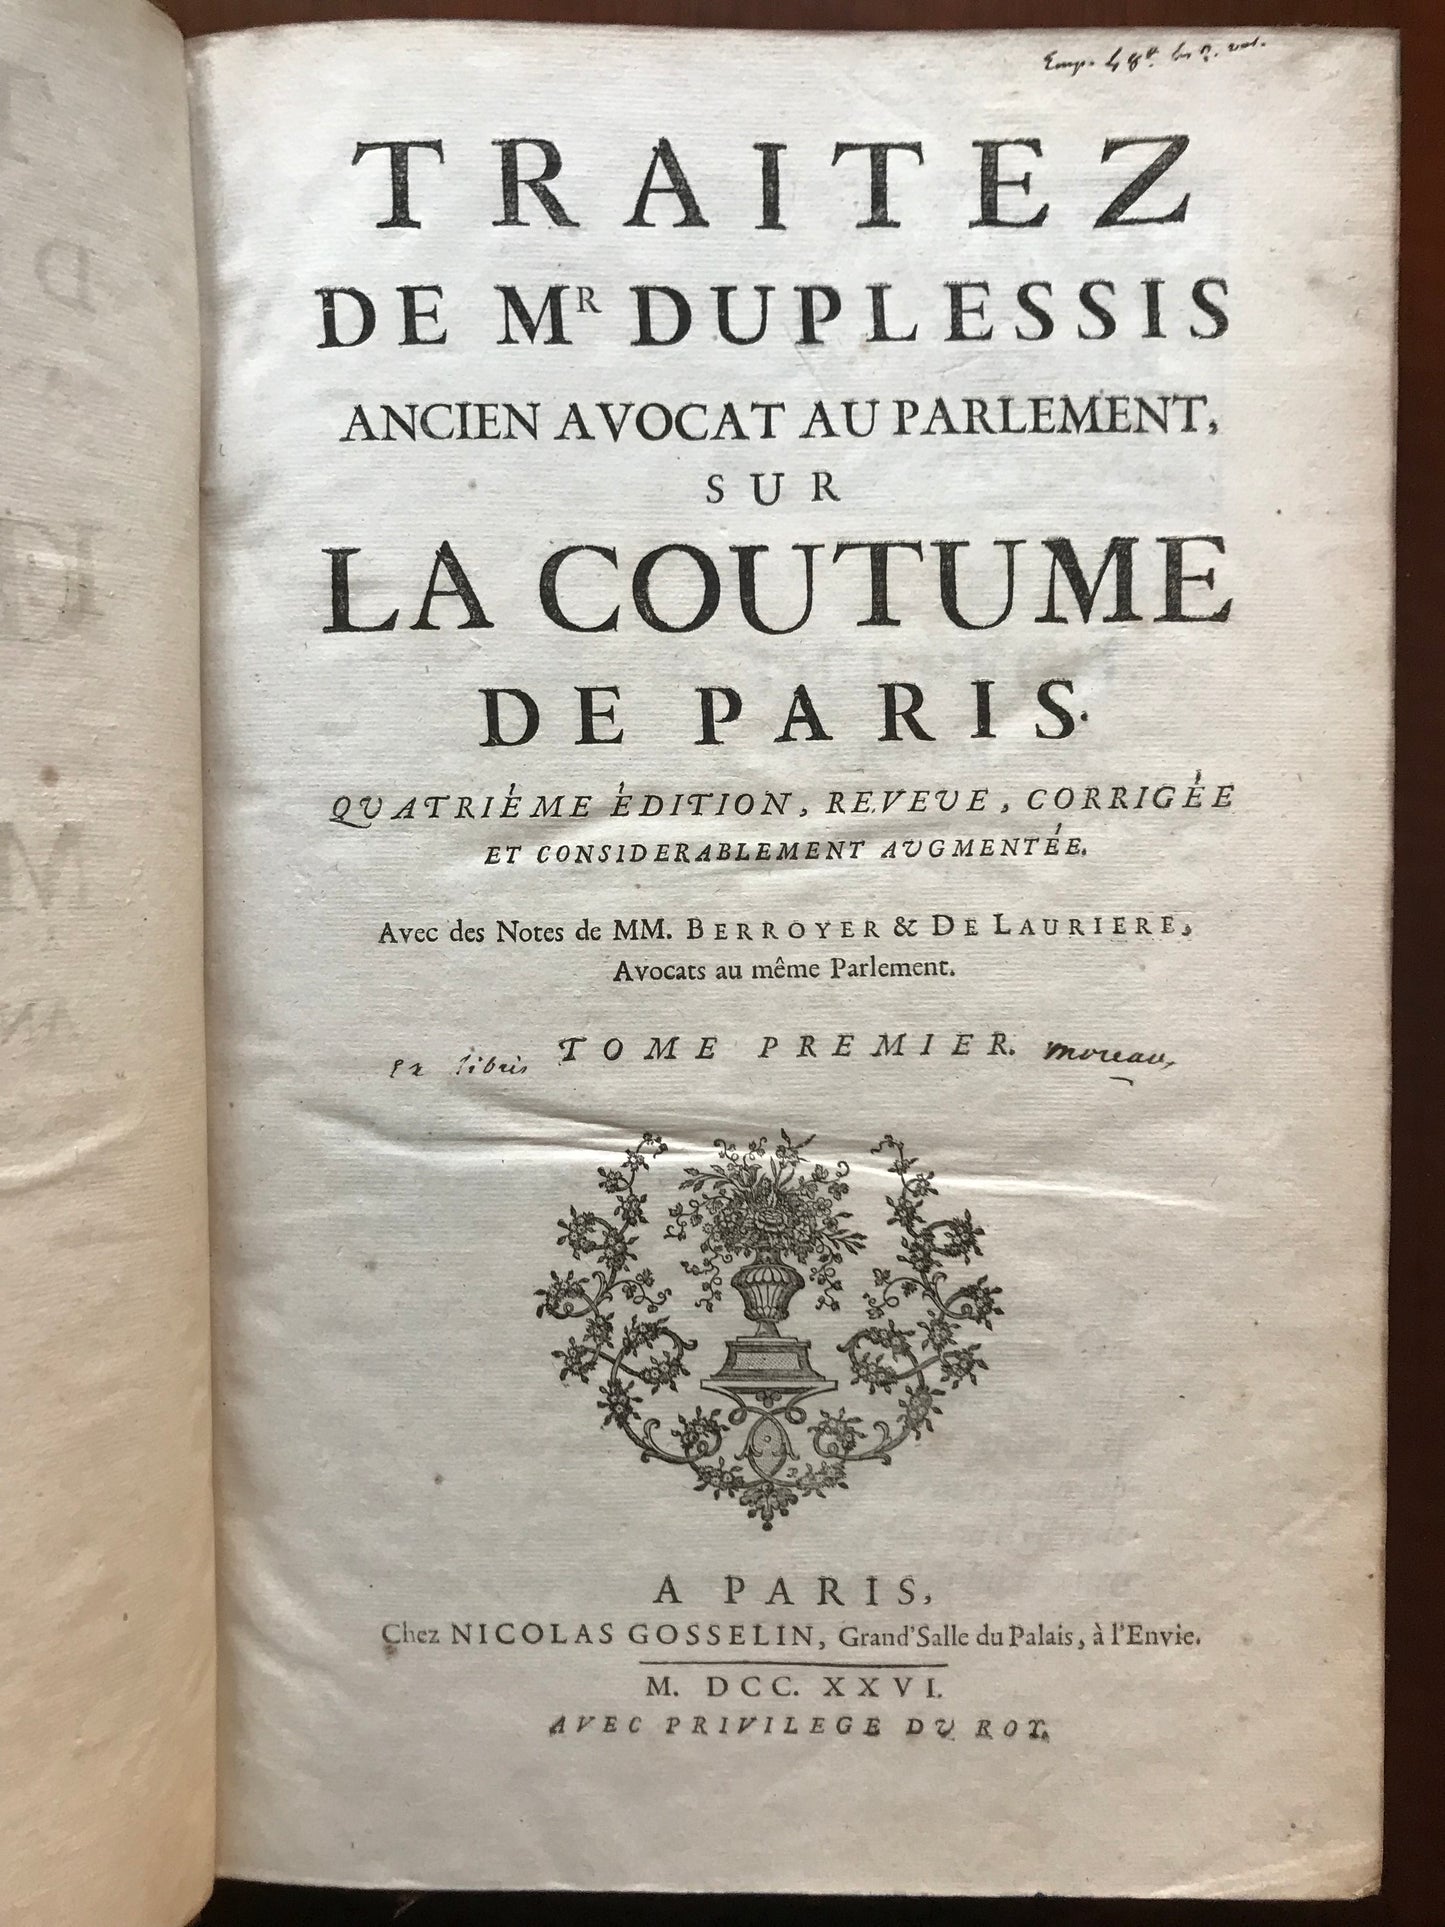 TRAITEZ
DE MR DUPLESSIS
ANCIEN AVOCAT AU PARLEMENT,
SUR
LA COUTUME
DE PARIS.
QUATRIÉME ÉDITION, REVEUE, CORRIGÉE
ET CONSIDERABLEMENT AUGMENTÉE.
Avec des Notes de MM. BERROYER & DE LAURIERE,
Avocats au même Parlement.
TOME PREMIER.
Ex libris moreau,
A PARIS,
Chez NICOLAS GOSSELIN, Grand'Salle du Palais, à l'Envie.
M. DCC. XXVI.
AVEC PRIVILEGE DU ROY.